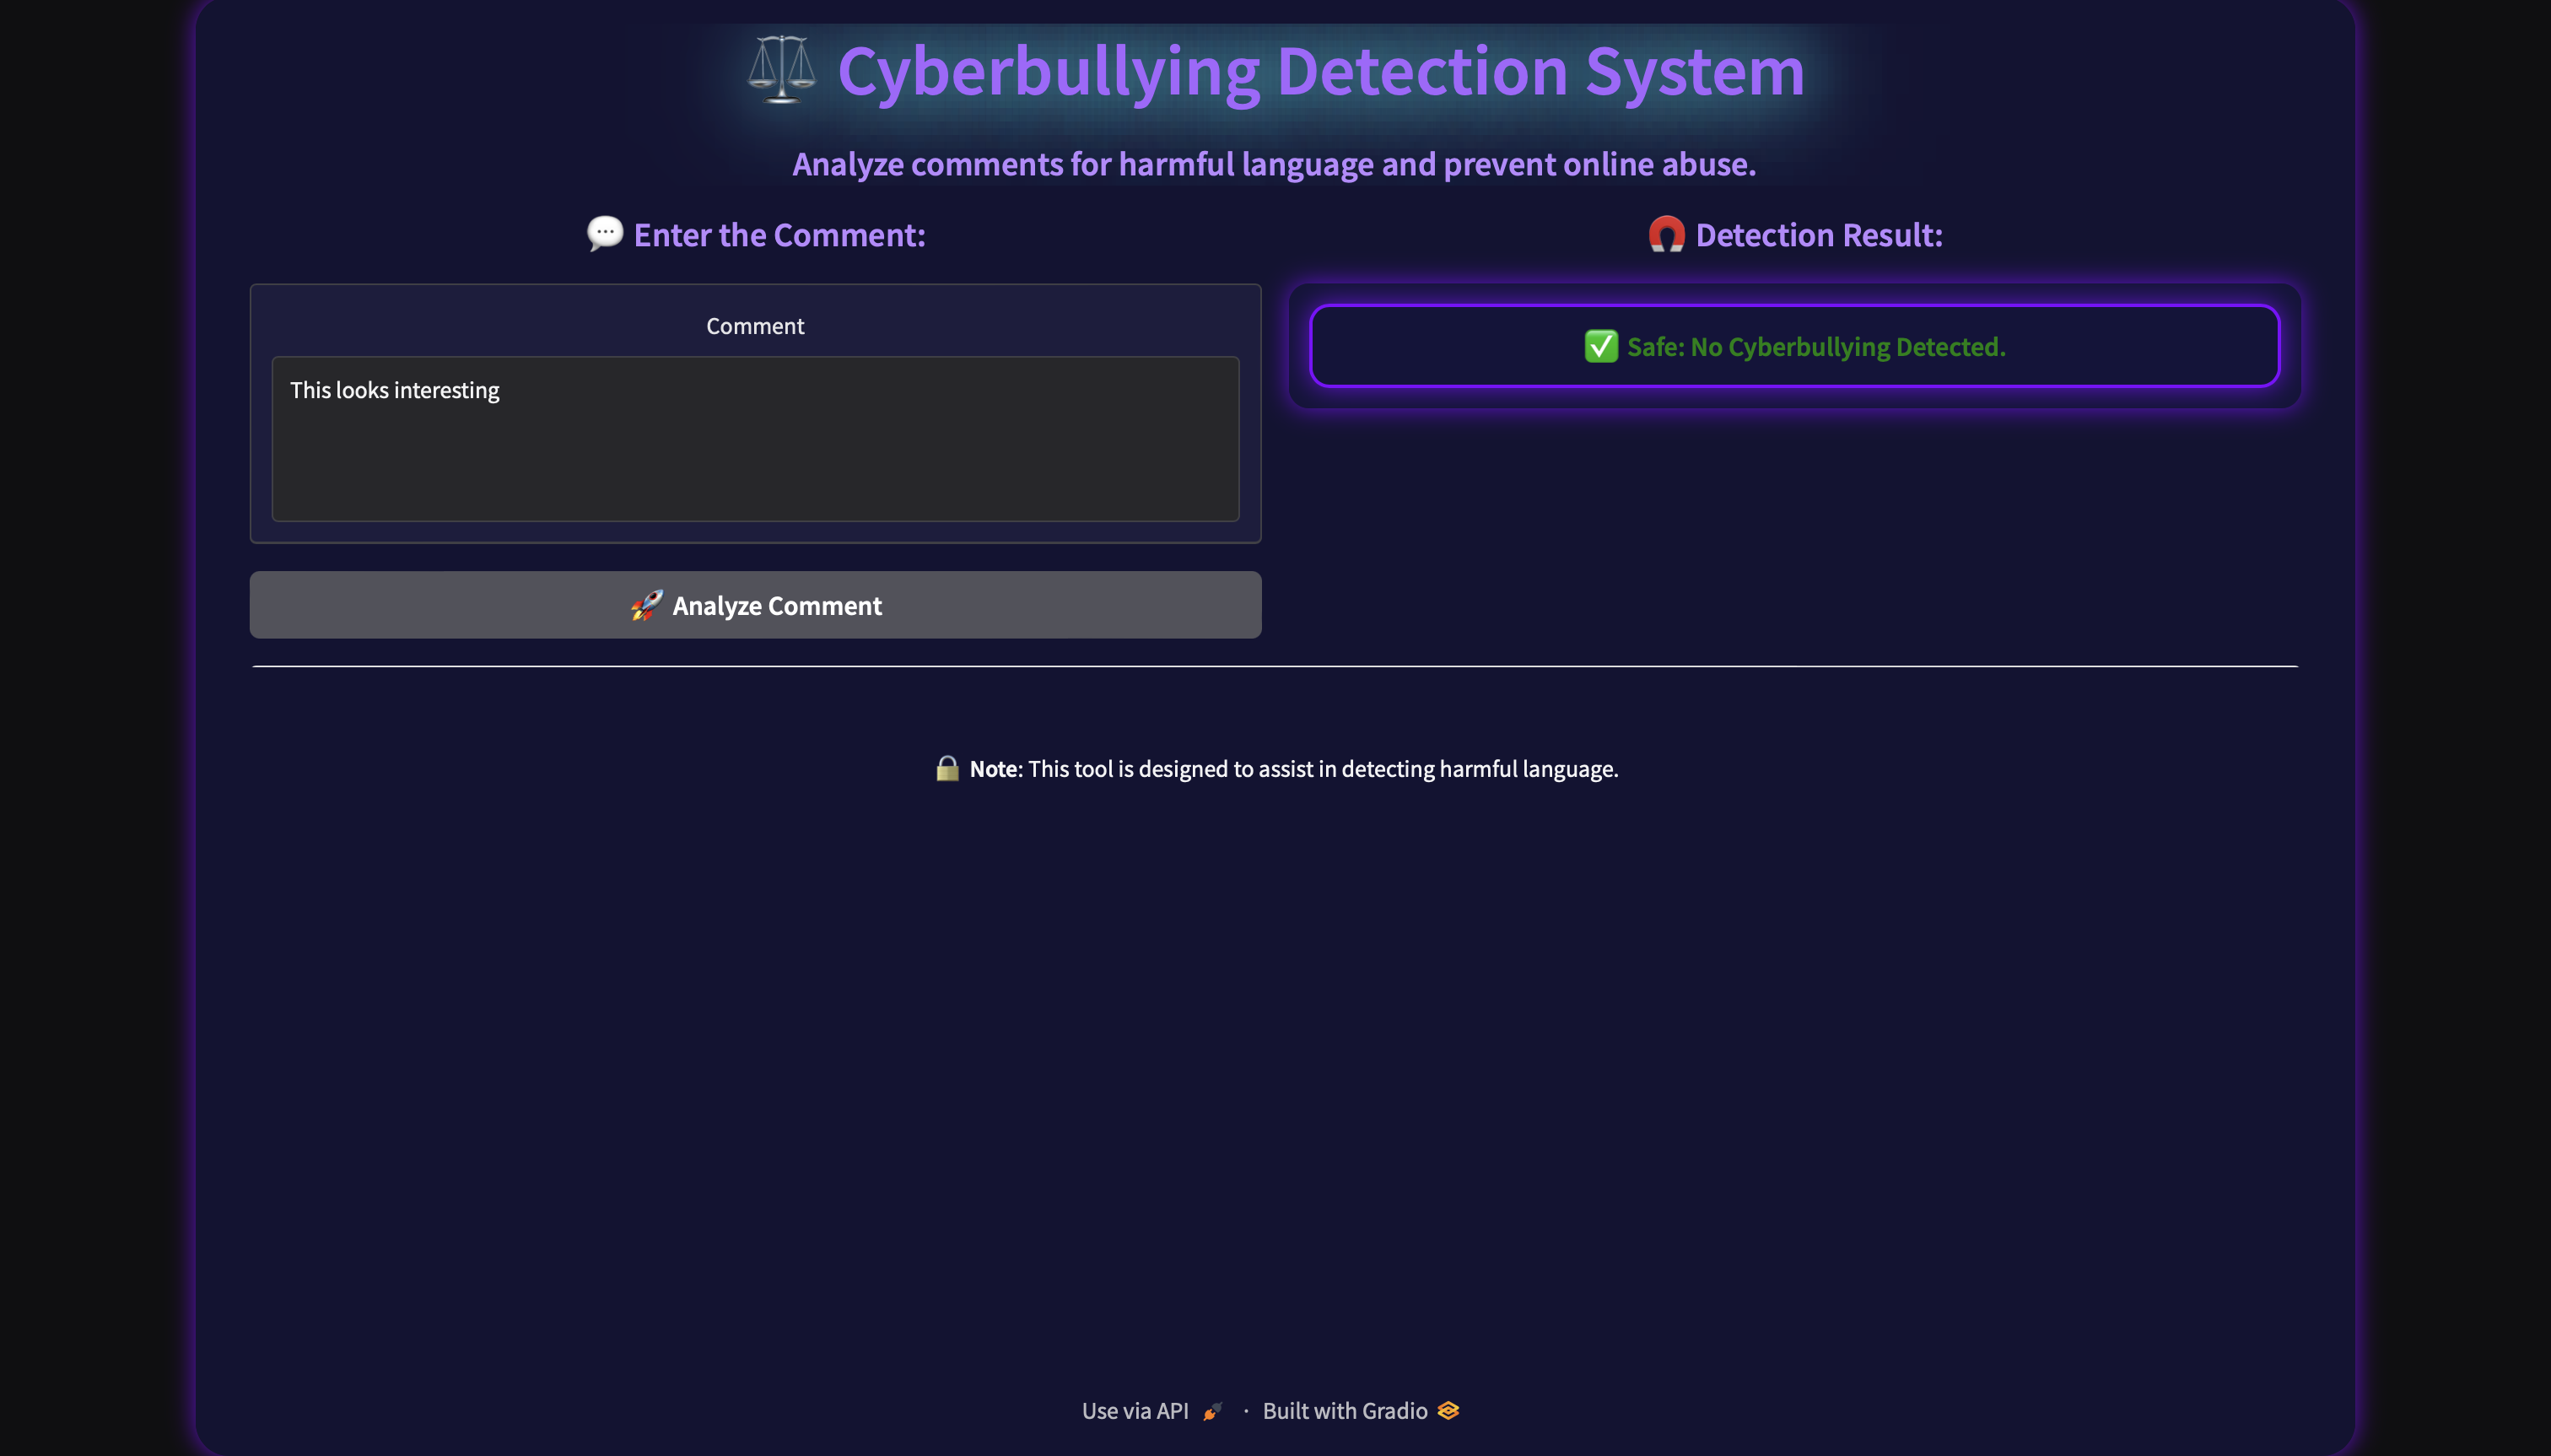 ⚖️ Cyberbullying Detection System
Analyze comments for harmful language and prevent online abuse.
💬 Enter the Comment:
Comment
This looks interesting
🚀 Analyze Comment
🧲 Detection Result:
✅ Safe: No Cyberbullying Detected.
🔒 Note: This tool is designed to assist in detecting harmful language.
Use via API · Built with Gradio